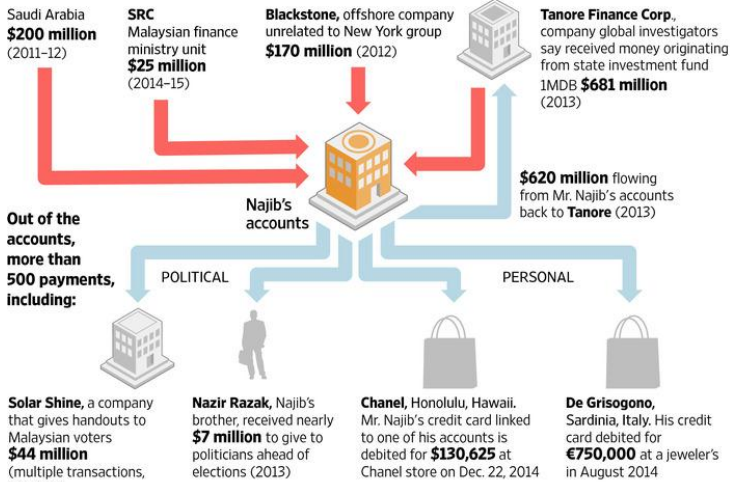 Saudi Arabia
$200 million
(2011–12)
SRC
Malaysian finance
ministry unit
$25 million
(2014–15)
Blackstone, offshore company
unrelated to New York group
$170 million (2012)
Tanore Finance Corp.,
company global investigators
say received money originating
from state investment fund
1MDB $681 million
(2013)
$620 million flowing
from Mr. Najib’s accounts
back to Tanore (2013)
Najib’s
accounts
Out of the
accounts,
more than
500 payments,
including:
POLITICAL
PERSONAL
Solar Shine, a company
that gives handouts to
Malaysian voters
$44 million
(multiple transactions,
Nazir Razak, Najib’s
brother, received nearly
$7 million to give to
politicians ahead of
elections (2013)
Chanel, Honolulu, Hawaii.
Mr. Najib’s credit card linked
to one of his accounts is
debited for $130,625 at
Chanel store on Dec. 22, 2014
De Grisogono,
Sardinia, Italy. His credit
card debited for
€750,000 at a jeweler’s
in August 2014